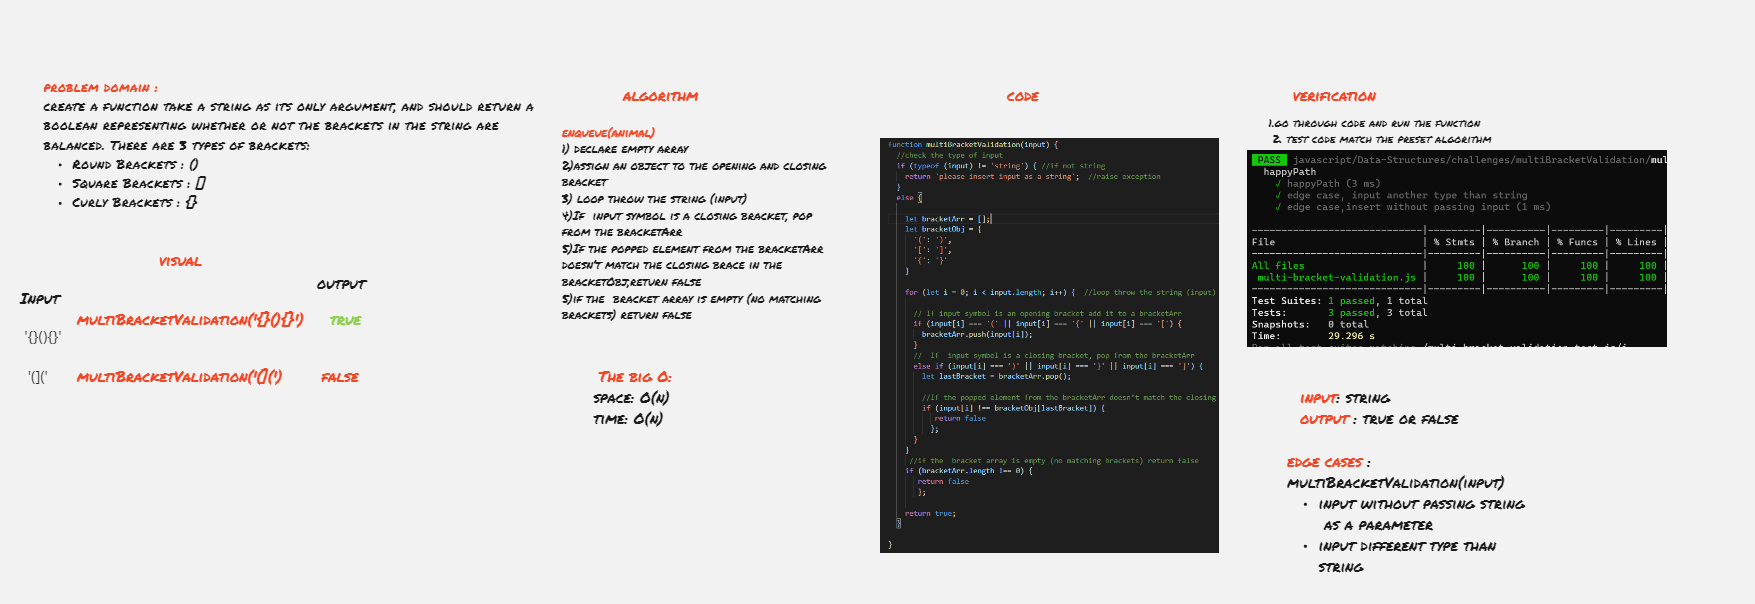 PROBLEM DOMAIN :
CREATE A FUNCTION TAKE A STRING AS ITS ONLY ARGUMENT, AND SHOULD RETURN A
BOOLEAN REPRESENTING WHETHER OR NOT THE BRACKETS IN THE STRING ARE
BALANCED. THERE ARE 3 TYPES OF BRACKETS:
• ROUND BRACKETS : ()
• SQUARE BRACKETS : []
• CURLY BRACKETS : {}
VISUAL
OUTPUT
INPUT
MULTIBRACKETVALIDATION('{}(){}') TRUE
'{}(){}'
'(]('  MULTIBRACKETVALIDATION('(](') FALSE
ALGORITHM
ENQUEUE(ANIMAL)
1) DECLARE EMPTY ARRAY
2)ASSIGN AN OBJECT TO THE OPENING AND CLOSING
BRACKET
3) LOOP THROW THE STRING (INPUT)
4)IF INPUT SYMBOL IS A CLOSING BRACKET, POP
FROM THE BRACKETARR
5)IF THE POPPED ELEMENT FROM THE BRACKETARR
DOESN'T MATCH THE CLOSING BRACE IN THE
BRACKETOBJ,RETURN FALSE
5)IF THE BRACKET ARRAY IS EMPTY (NO MATCHING
BRACKETS) RETURN FALSE
THE BIG O:
SPACE: O(N)
TIME: O(N)
CODE
function multiBracketValidation(input) {
//check the type of input
if (typeof (input) != 'string') { //if not string
return 'please insert input as a string'; //raise exception
}
else {
let bracketArr = [];
let bracketObj = {
'(': ')',
'[': ']',
'{': '}'
}
for (let i = 0; i < input.length; i++) { //loop throw the string (input)
// If input symbol is an opening bracket add it to a bracketArr
if (input[i] === '(' || input[i] === '{' || input[i] === '[') {
bracketArr.push(input[i]);
}
// If input symbol is a closing bracket, pop from the bracketArr
else if (input[i] === ')' || input[i] === '}' || input[i] === ']') {
let lastBracket = bracketArr.pop();
//If the popped element from the bracketArr doesn't match the closing
if (input[i] !== bracketObj[lastBracket]) {
return false
};
}
}
//if the bracket array is empty (no matching brackets) return false
if (bracketArr.length !== 0) {
return false
};
return true;
}
}
VERIFICATION
1.GO THROUGH CODE AND RUN THE FUNCTION
2. TEST CODE MATCH THE PRESET ALGORITHM
PASS javascript/Data-Structures/challenges/multiBracketValidation/mul
happyPath
√ happyPath (3 ms)
√ edge case, input another type than string
√ edge case,insert without passing input (1 ms)
File | % Stmts | % Branch | % Funcs | % Lines |
All files | 100 | 100 | 100 | 100 |
multi-bracket-validation.js | 100 | 100 | 100 | 100 |
Test Suites: 1 passed, 1 total
Tests: 3 passed, 3 total
Snapshots: 0 total
Time: 29.296 s
INPUT: STRING
OUTPUT : TRUE OR FALSE
EDGE CASES :
MULTIBRACKETVALIDATION(INPUT)
• INPUT WITHOUT PASSING STRING
AS A PARAMETER
• INPUT DIFFERENT TYPE THAN
STRING